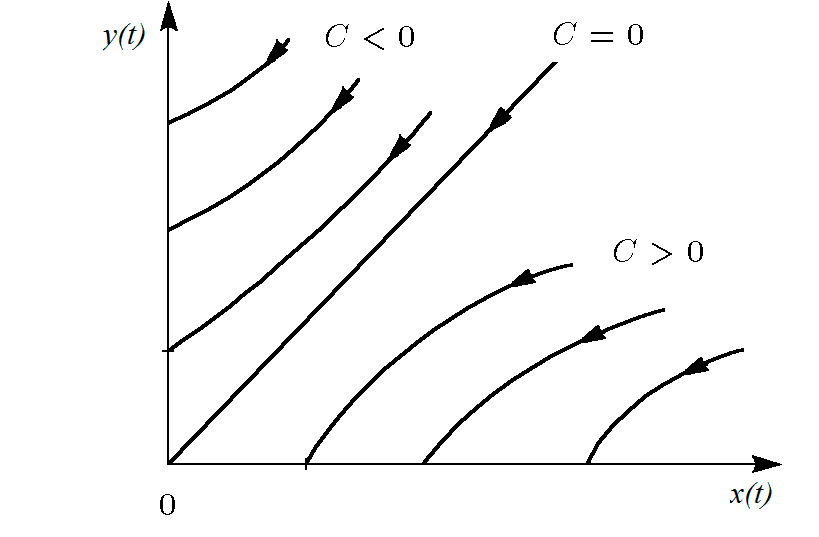 y(t)
C < 0
C = 0
C > 0
x(t)
0